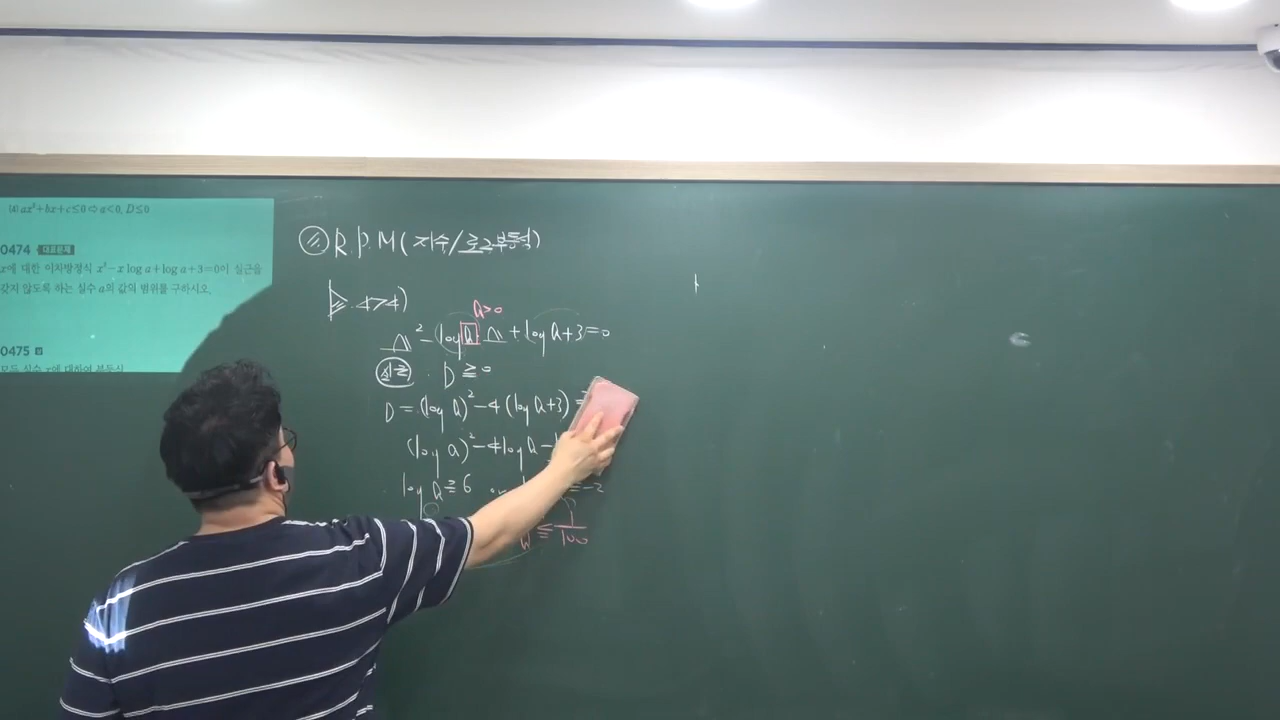 (4) ax²+bx+c≤0 ⇔ a<0, D≤0
0474 대표문제
x에 대한 이차방정식 x²-x log a+log a+3=0이 실근을
갖지 않도록 하는 실수 a의 값의 범위를 구하시오.
0475
모든 실수 x에 대하여 부등식
R.P.M(지수/로그부등식)
474)
a>0
x²-(log a)x+log a+3=0
실근 D≧0
D=(log a)²-4(log a+3)≧
(log a)²-4log a-1
log a≧6 or ≦-2
a≦1/100